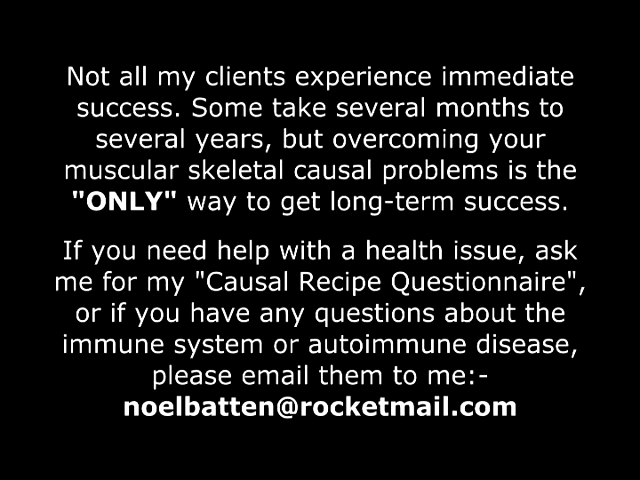 Not all my clients experience immediate
success. Some take several months to
several years, but overcoming your
muscular skeletal causal problems is the
"ONLY" way to get long-term success.
If you need help with a health issue, ask
me for my "Causal Recipe Questionnaire",
or if you have any questions about the
immune system or autoimmune disease,
please email them to me:-
noelbatten@rocketmail.com